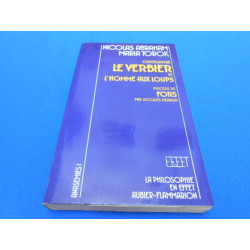 NICOLAS ABRAHAM
MARIA TOROK
CRYPTONYMIE
LE VERBIER
DE
L'HOMME AUX LOUPS
PRÉCÉDÉ DE
FORS
PAR JACQUES DERRIDA
ANASÉMIES I
LA PHILOSOPHIE
EN EFFET
AUBIER-FLAMMARION